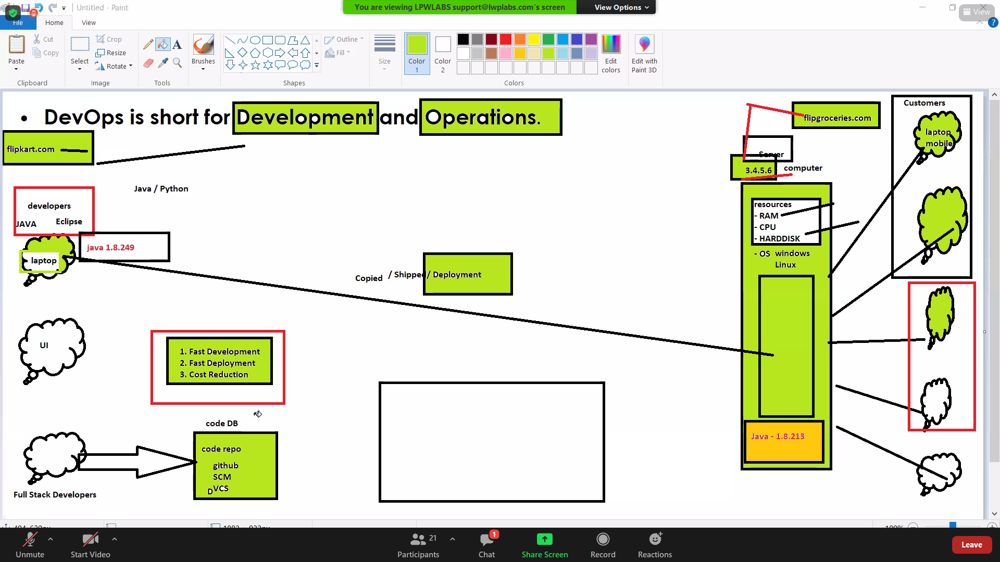 Untitled - Paint
You are viewing LPWLABS support@lwplabs.com's screen
View Options
View
File
Home
View
Paste
Cut
Copy
Clipboard
Select
Crop
Resize
Rotate
Image
A
Tools
Brushes
Shapes
Outline
Fill
Size
Color
1
Color
2
Edit
colors
Colors
Edit with
Paint 3D
• DevOps is short for Development and Operations.
flipkart.com
Java / Python
developers
JAVA
Eclipse
java 1.8.249
laptop
UI
1. Fast Development
2. Fast Deployment
3. Cost Reduction
code DB
code repo
github
SCM
DVCS
Full Stack Developers
Copied / Shipped / Deployment
flipgroceries.com
Server
3.4.5.6
computer
resources
- RAM
- CPU
- HARDDISK
- OS windows
Linux
Java - 1.8.213
Customers
laptop
mobile
Unmute
Start Video
Participants
21
Chat
1
Share Screen
Record
Reactions
Leave